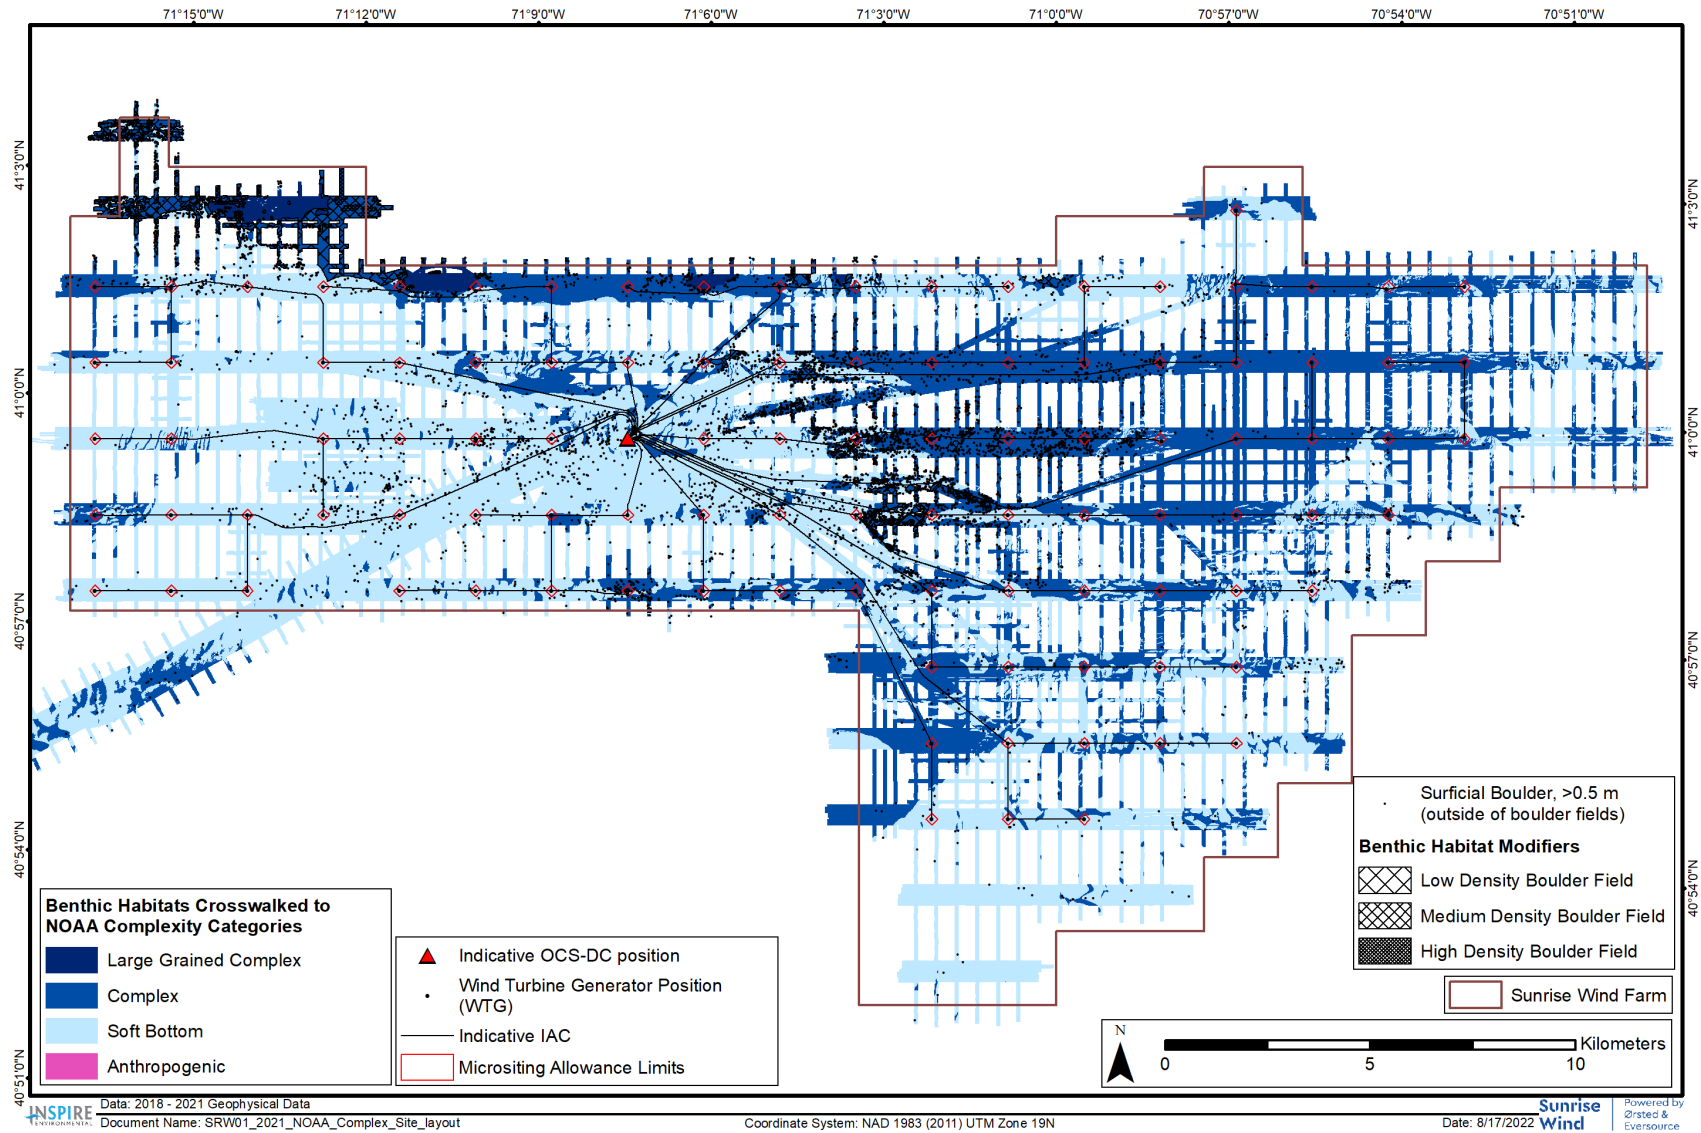 71°15'0"W 71°12'0"W 71°9'0"W 71°6'0"W 71°3'0"W 71°0'0"W 70°57'0"W 70°54'0"W 70°51'0"W
41°3'0"N
41°0'0"N
40°57'0"N
40°54'0"N
40°51'0"N
41°3'0"N
41°0'0"N
40°57'0"N
40°54'0"N
Surficial Boulder, >0.5 m
(outside of boulder fields)
Benthic Habitat Modifiers
Low Density Boulder Field
Medium Density Boulder Field
High Density Boulder Field
Sunrise Wind Farm
Benthic Habitats Crosswalked to
NOAA Complexity Categories
Large Grained Complex
Complex
Soft Bottom
Anthropogenic
Indicative OCS-DC position
Wind Turbine Generator Position
(WTG)
Indicative IAC
Micrositing Allowance Limits
N
Kilometers
0 5 10
INSPIRE
ENVIRONMENTAL
Data: 2018 - 2021 Geophysical Data
Document Name: SRW01_2021_NOAA_Complex_Site_layout
Coordinate System: NAD 1983 (2011) UTM Zone 19N
Date: 8/17/2022
Sunrise
Wind
Powered by
Ørsted &
Eversource